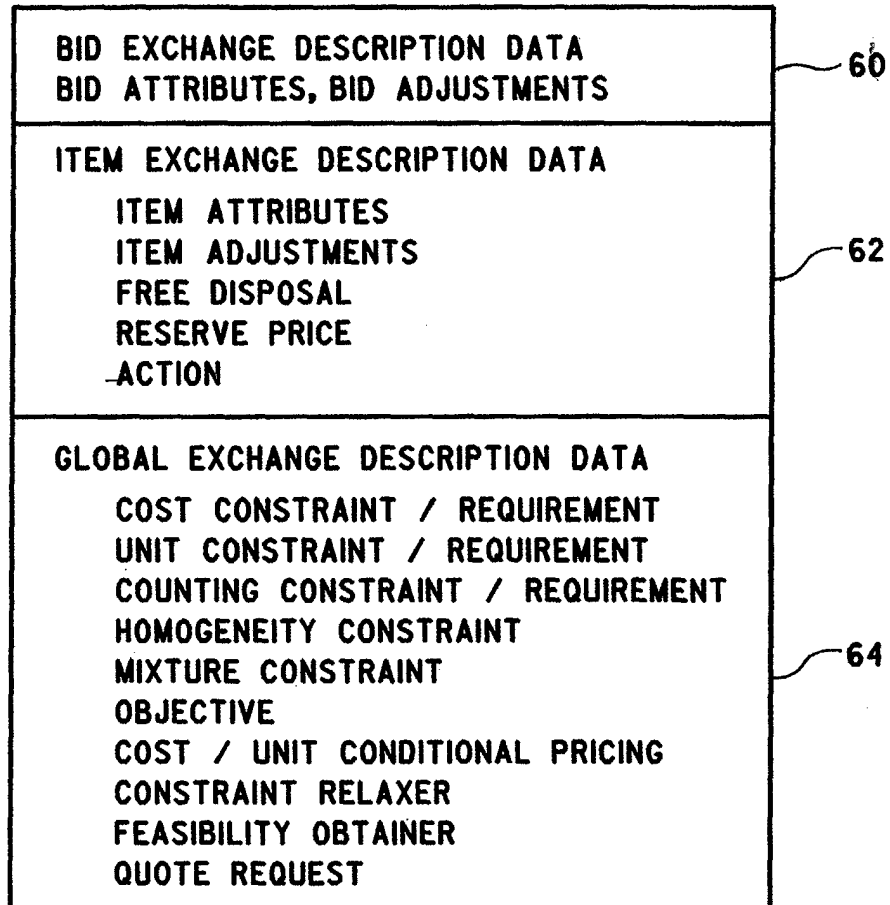 BID EXCHANGE DESCRIPTION DATA
BID ATTRIBUTES, BID ADJUSTMENTS
60
ITEM EXCHANGE DESCRIPTION DATA
ITEM ATTRIBUTES
ITEM ADJUSTMENTS
FREE DISPOSAL
RESERVE PRICE
ACTION
62
GLOBAL EXCHANGE DESCRIPTION DATA
COST CONSTRAINT / REQUIREMENT
UNIT CONSTRAINT / REQUIREMENT
COUNTING CONSTRAINT / REQUIREMENT
HOMOGENEITY CONSTRAINT
MIXTURE CONSTRAINT
OBJECTIVE
COST / UNIT CONDITIONAL PRICING
CONSTRAINT RELAXER
FEASIBILITY OBTAINER
QUOTE REQUEST
64